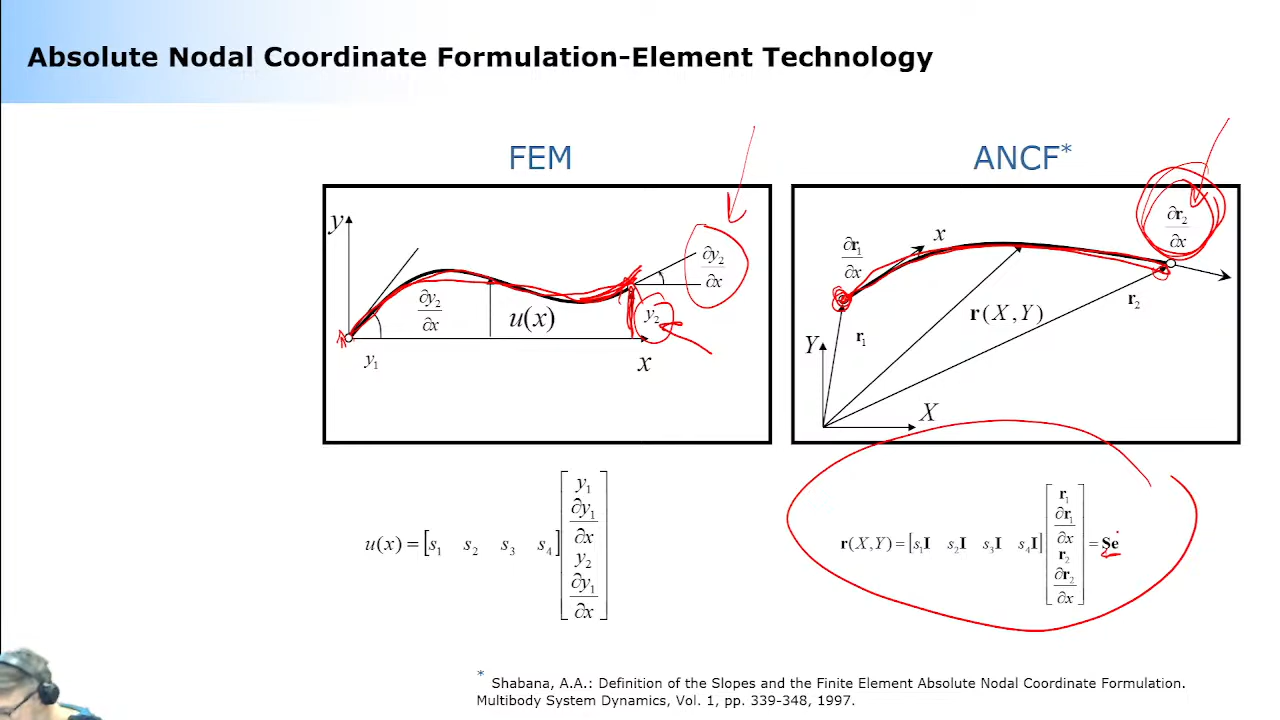 Absolute Nodal Coordinate Formulation-Element Technology
FEM
ANCF*
y
∂y₂/∂x
u(x)
∂y₂/∂x
y₂
y₁
x
∂r₁/∂x
x
∂r₂/∂x
r(X,Y)
r₂
r₁
Y
X
u(x) = [s₁ s₂ s₃ s₄] [y₁ ∂y₁/∂x y₂ ∂y₁/∂x]
r(X,Y) = [s₁I s₂I s₃I s₄I] [r₁ ∂r₁/∂x r₂ ∂r₂/∂x] = Se
* Shabana, A.A.: Definition of the Slopes and the Finite Element Absolute Nodal Coordinate Formulation.
Multibody System Dynamics, Vol. 1, pp. 339-348, 1997.